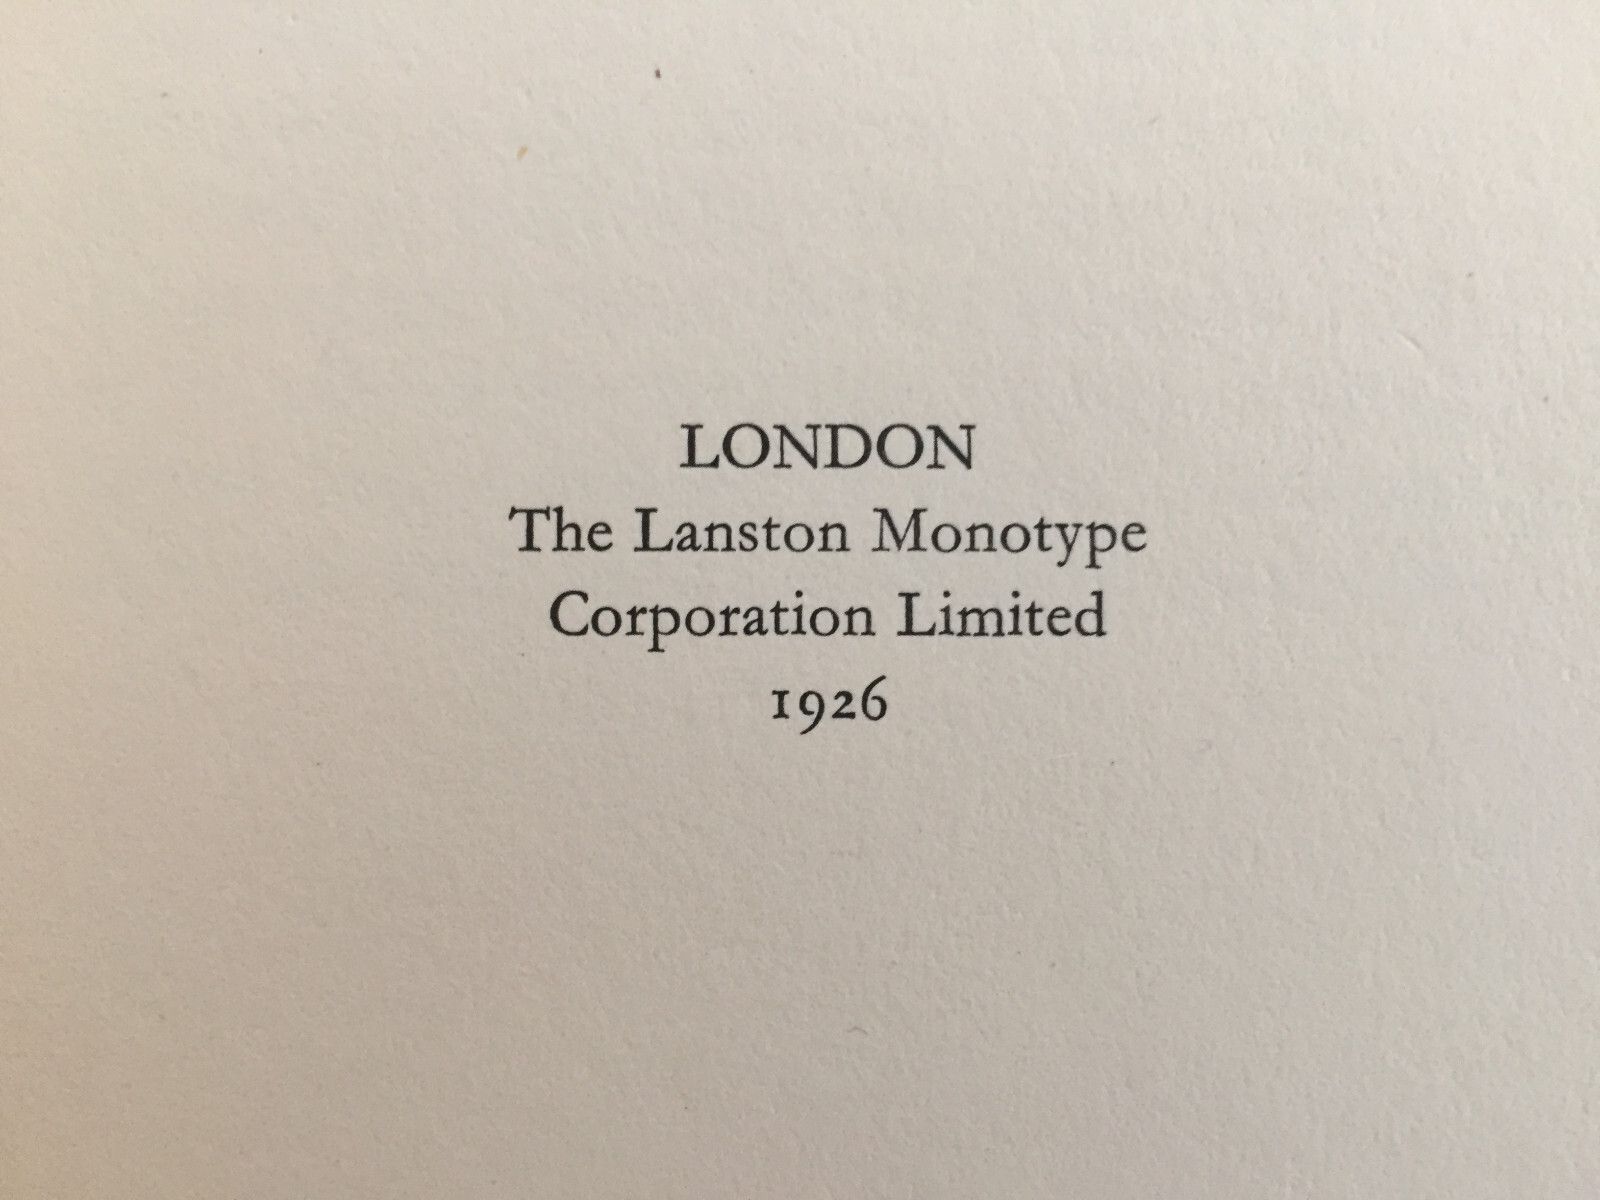 LONDON
The Lanston Monotype
Corporation Limited
1926